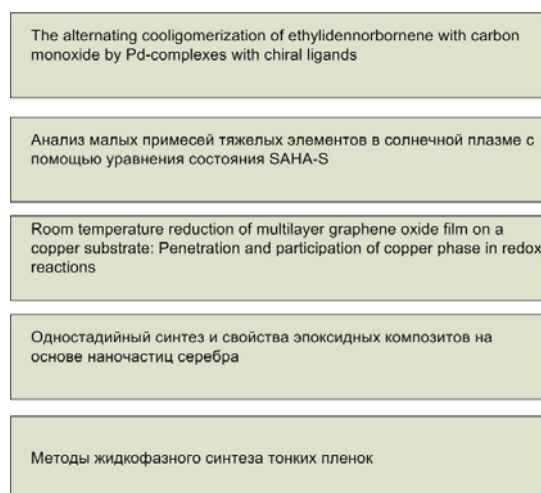 The alternating cooligomerization of ethylidennorbornene with carbon
monoxide by Pd-complexes with chiral ligands
Анализ малых примесей тяжелых элементов в солнечной плазме с
помощью уравнения состояния SAHA-S
Room temperature reduction of multilayer graphene oxide film on a
copper substrate: Penetration and participation of copper phase in redox
reactions
Одностадийный синтез и свойства эпоксидных композитов на
основе наночастиц серебра
Методы жидкофазного синтеза тонких пленок